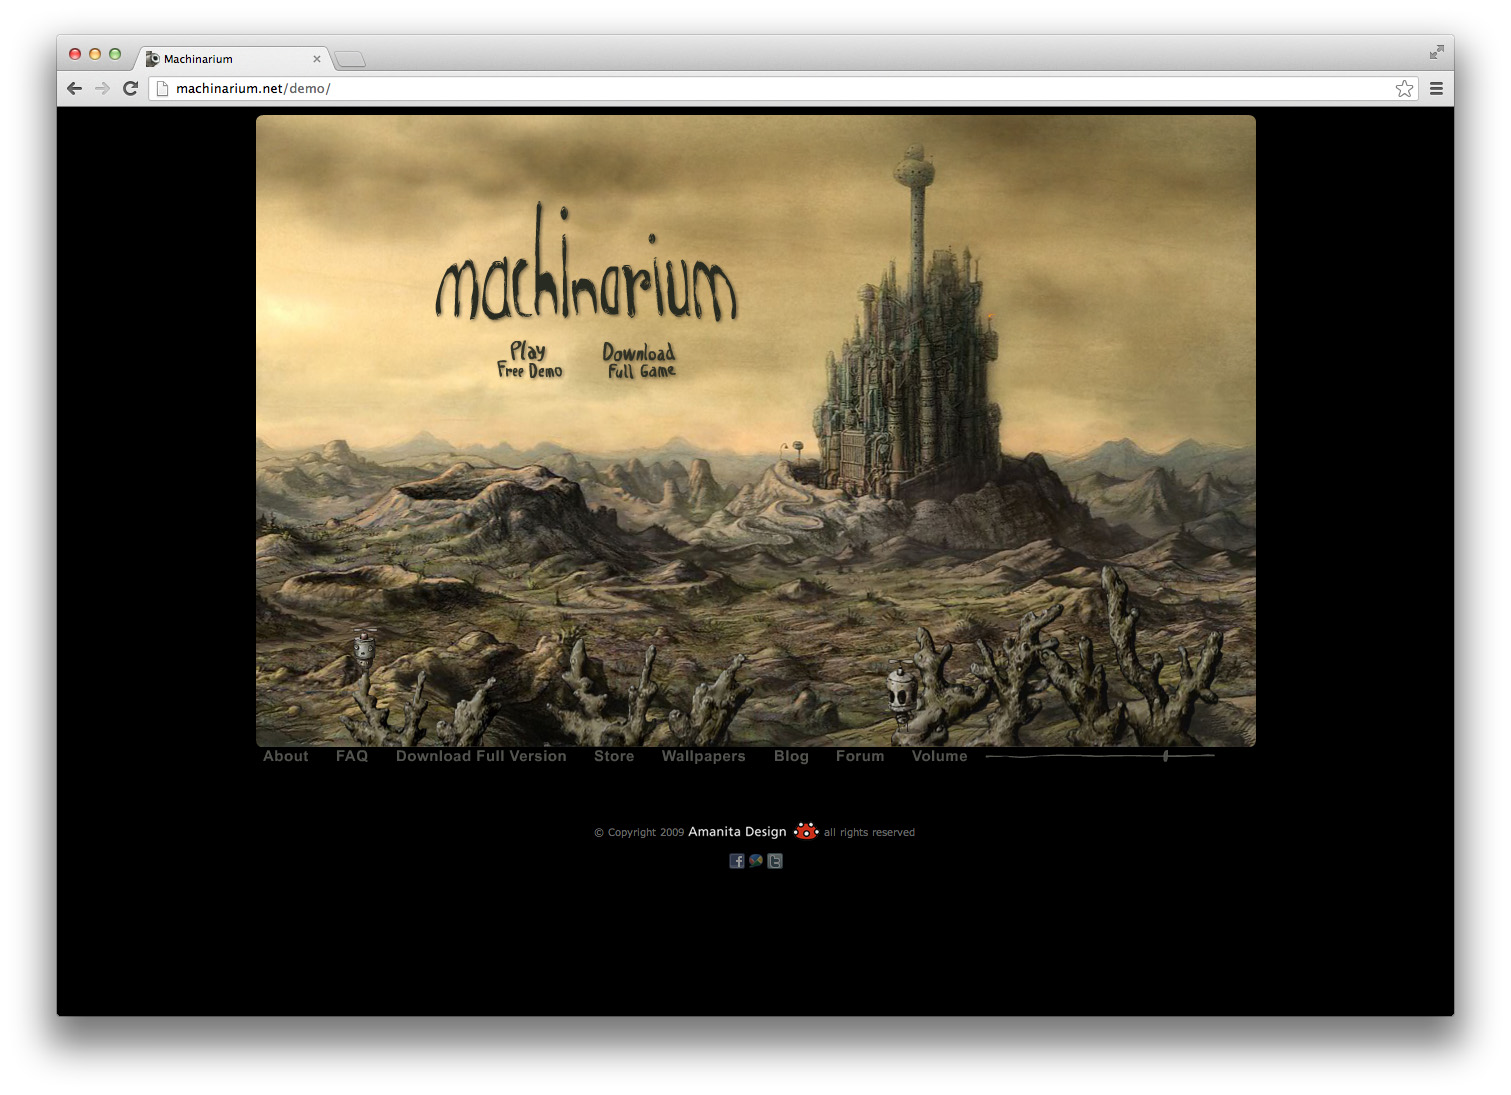 Machinarium
machinarium.net/demo/
machinarium
Play Free Demo
Download Full Game
About FAQ Download Full Version Store Wallpapers Blog Forum Volume
© Copyright 2009 Amanita Design all rights reserved